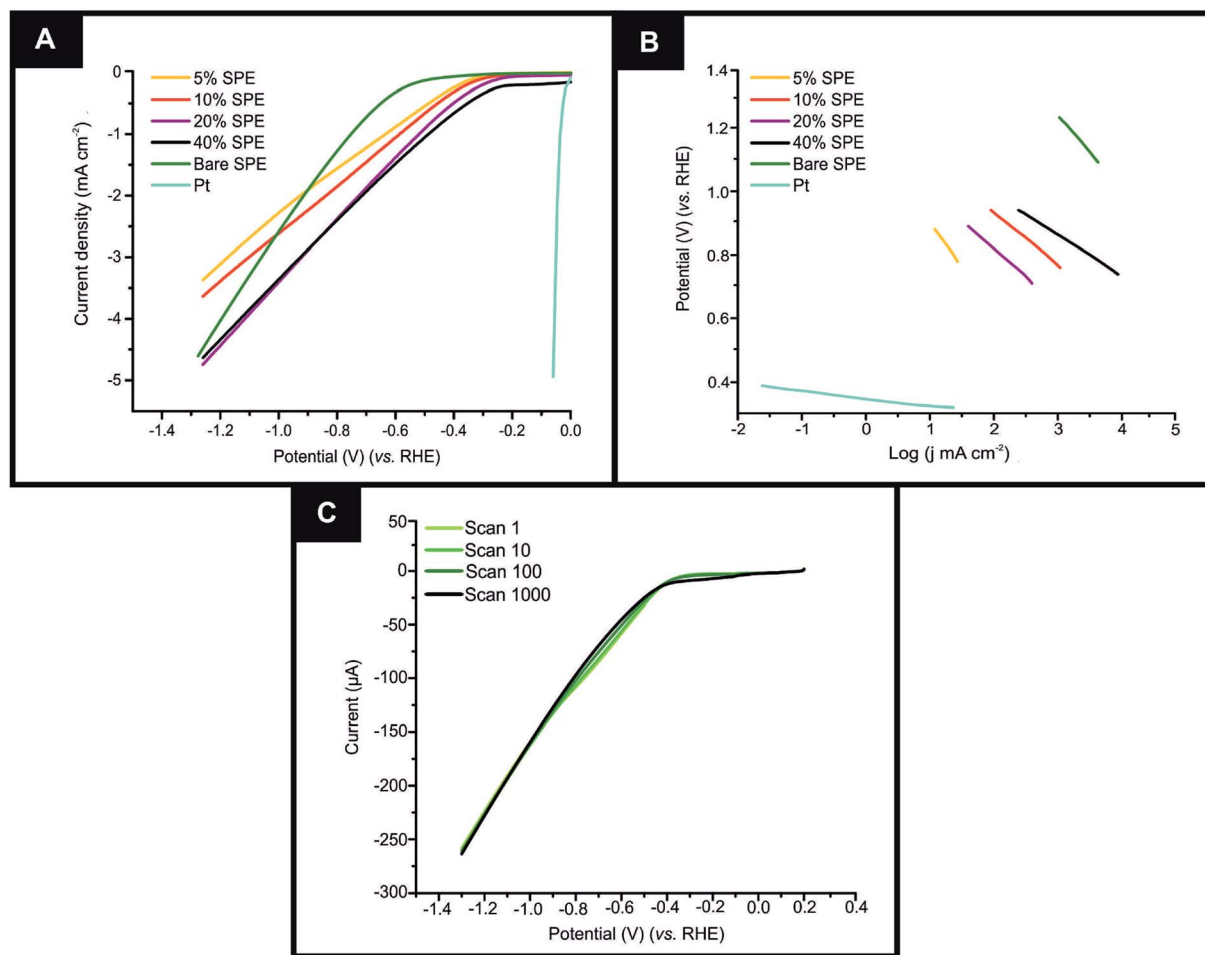 A
5% SPE
10% SPE
20% SPE
40% SPE
Bare SPE
Pt
0
-1
-2
-3
-4
-5
Current density (mA cm⁻²)
-1.4 -1.2 -1.0 -0.8 -0.6 -0.4 -0.2 0.0
Potential (V) (vs. RHE)
B
5% SPE
10% SPE
20% SPE
40% SPE
Bare SPE
Pt
1.4
1.2
1.0
0.8
0.6
0.4
Potential (V) (vs. RHE)
-2 -1 0 1 2 3 4 5
Log (j mA cm⁻²)
C
Scan 1
Scan 10
Scan 100
Scan 1000
50
0
-50
-100
-150
-200
-250
-300
Current (µA)
-1.4 -1.2 -1.0 -0.8 -0.6 -0.4 -0.2 0.0 0.2 0.4
Potential (V) (vs. RHE)